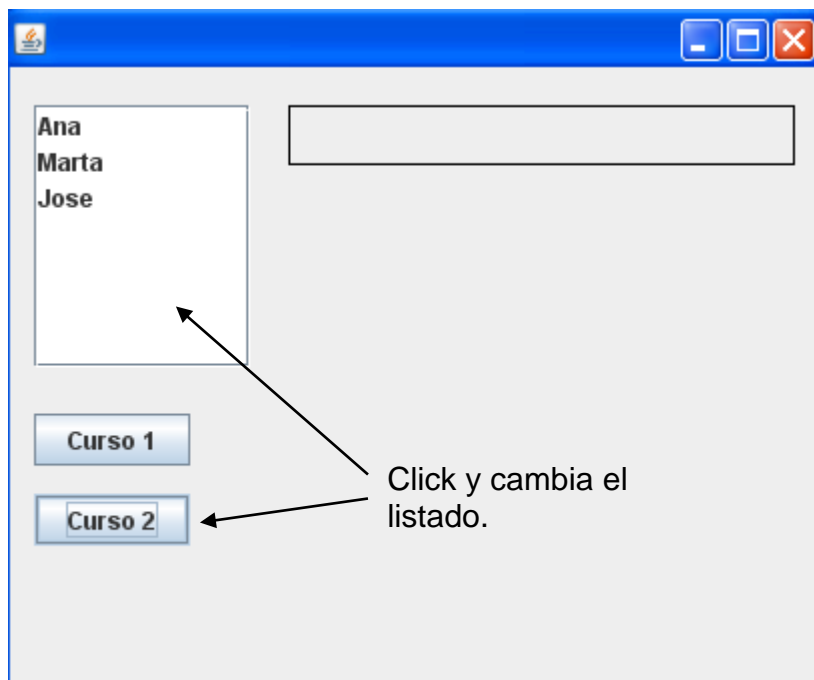 Ana
Marta
Jose
Curso 1
Curso 2
Click y cambia el
listado.